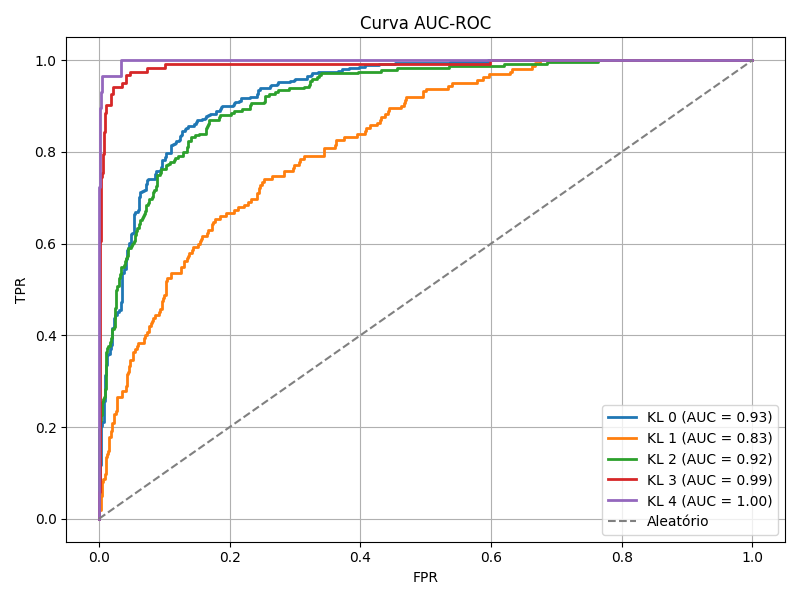 Curva AUC-ROC
TPR
1.0
0.8
0.6
0.4
0.2
0.0
0.0 0.2 0.4 0.6 0.8 1.0
FPR
KL 0 (AUC = 0.93)
KL 1 (AUC = 0.83)
KL 2 (AUC = 0.92)
KL 3 (AUC = 0.99)
KL 4 (AUC = 1.00)
Aleatório